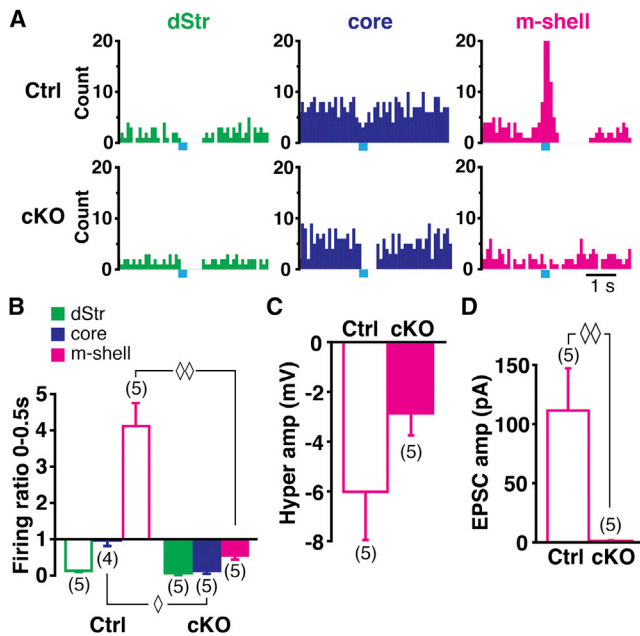 A
dStr
core
m-shell
Ctrl
Count
20
10
0
20
10
0
20
10
0
cKO
Count
20
10
0
20
10
0
20
10
0
1 s
B
dStr
core
m-shell
Firing ratio 0-0.5s
5
4
3
2
1
0
(5)
(4)
(5)
◊◊
(5)
(5)
(5)
◊
Ctrl
cKO
C
Ctrl
cKO
Hyper amp (mV)
0
-2
-4
-6
-8
(5)
(5)
D
◊◊
EPSC amp (pA)
150
100
50
0
(5)
(5)
Ctrl
cKO